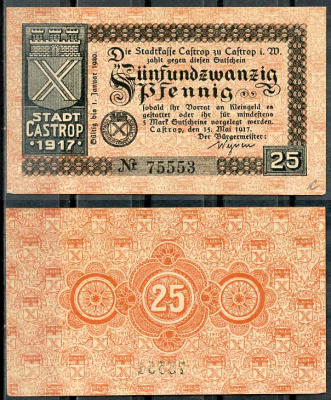 Die Stadtkasse Castrop zu Castrop i. W.
zahlt gegen diesen Gutschein
Fünfundzwanzig
Pfennig
sobald ihr Vorrat an Kleingeld es
gestattet oder ihr für mindestens
5 Mark Gutscheine vorgelegt werden.
Castrop, den 15. Mai 1917.
Der Bürgermeister:
Gültig bis 1. Januar 1920.
STADT
CASTROP
1917
№ 75553
25
25